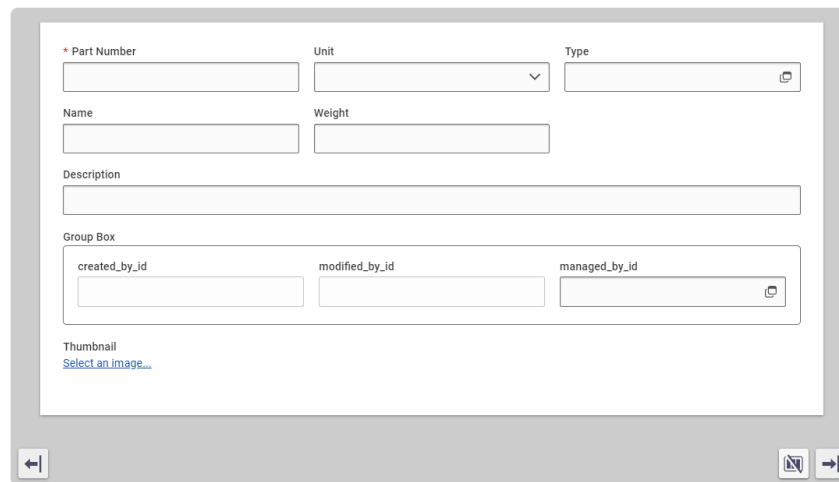 * Part Number Unit Type
Name Weight
Description
Group Box
created_by_id modified_by_id managed_by_id
Thumbnail
Select an image...